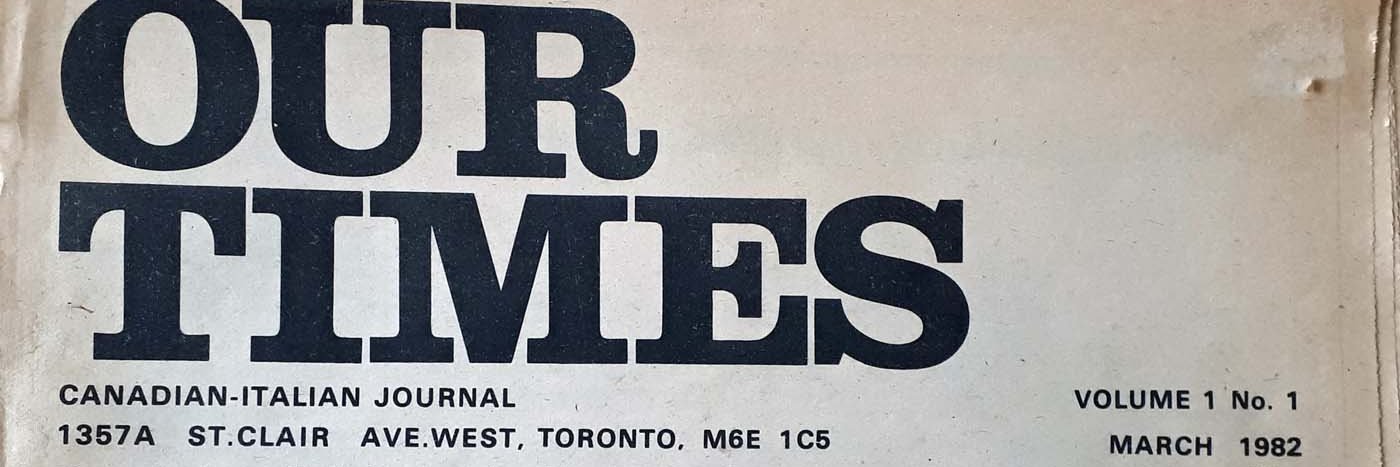 OUR
TIMES
CANADIAN-ITALIAN JOURNAL
1357A ST.CLAIR AVE.WEST, TORONTO, M6E 1C5
VOLUME 1 No. 1
MARCH 1982